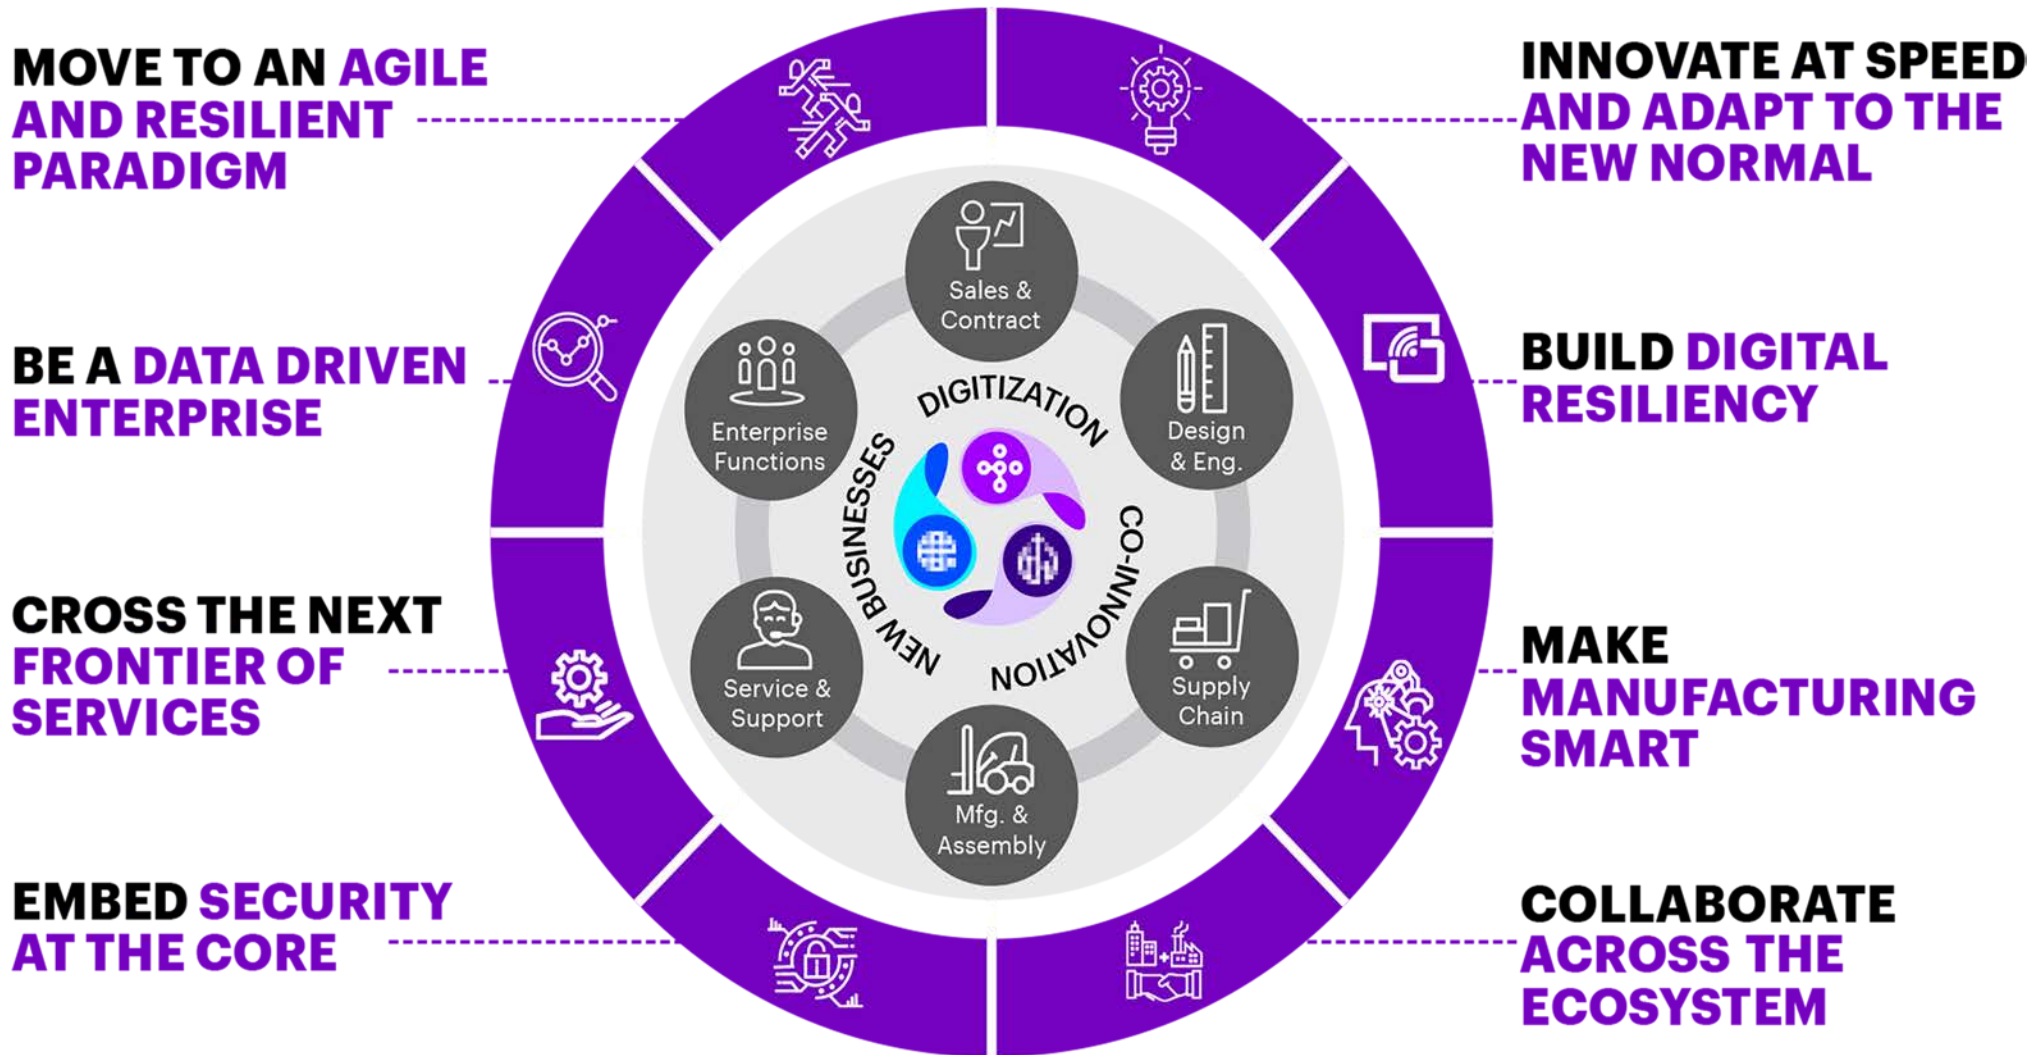 MOVE TO AN AGILE
AND RESILIENT
PARADIGM
INNOVATE AT SPEED
AND ADAPT TO THE
NEW NORMAL
BE A DATA DRIVEN
ENTERPRISE
BUILD DIGITAL
RESILIENCY
CROSS THE NEXT
FRONTIER OF
SERVICES
MAKE
MANUFACTURING
SMART
EMBED SECURITY
AT THE CORE
COLLABORATE
ACROSS THE
ECOSYSTEM
Sales &
Contract
Design
& Eng.
Supply
Chain
Mfg. &
Assembly
Service &
Support
Enterprise
Functions
DIGITIZATION
CO-INNOVATION
NEW BUSINESSES